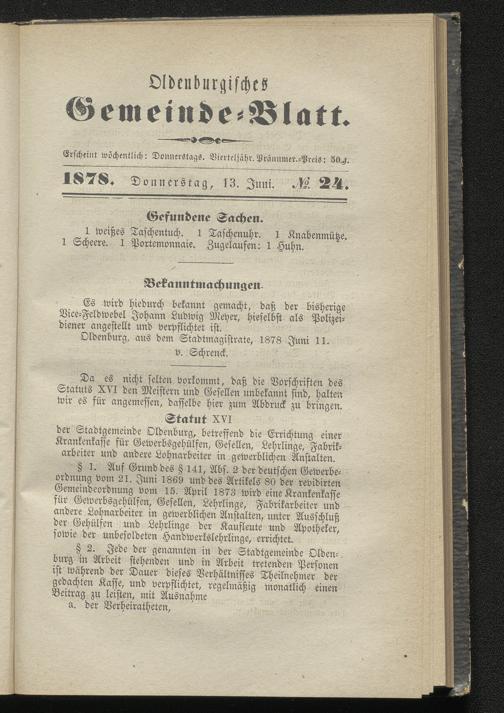 Oldenburgisches
Gemeinde-Blatt.
Erscheint wöchentlich: Donnerstags. Vierteljähr. Pränumer.-Preis: 50 ₰.
1878. Donnerstag, 13. Juni. № 24.
Gefundene Sachen.
1 weißes Taschentuch. 1 Taschenuhr. 1 Knabenmütze.
1 Scheere. 1 Portemonnaie. Zugelaufen: 1 Huhn.
Bekanntmachungen.
Es wird hiedurch bekannt gemacht, daß der bisherige
Vice-Feldwebel Johann Ludwig Meyer, hieselbst als Polizei-
diener angestellt und verpflichtet ist.
Oldenburg, aus dem Stadtmagistrate, 1878 Juni 11.
v. Schrenck.
Da es nicht selten vorkommt, daß die Vorschriften des
Statuts XVI den Meistern und Gesellen unbekannt sind, halten
wir es für angemessen, dasselbe hier zum Abdruck zu bringen.
Statut XVI
der Stadtgemeinde Oldenburg, betreffend die Errichtung einer
Krankenkasse für Gewerbsgehülfen, Gesellen, Lehrlinge, Fabrik-
arbeiter und andere Lohnarbeiter in gewerblichen Anstalten.
§ 1. Auf Grund des § 141, Abs. 2 der deutschen Gewerbe-
ordnung vom 21. Juni 1869 und des Artikels 80 der revidirten
Gemeindeordnung vom 15. April 1873 wird eine Krankenkasse
für Gewerbsgehülfen, Gesellen, Lehrlinge, Fabrikarbeiter und
andere Lohnarbeiter in gewerblichen Anstalten, unter Ausschluß
der Gehülfen und Lehrlinge der Kaufleute und Apotheker,
sowie der unbesoldeten Handwerkslehrlinge, errichtet.
§ 2. Jede der genannten in der Stadtgemeinde Olden-
burg in Arbeit stehenden und in Arbeit tretenden Personen
ist während der Dauer dieses Verhältnisses Theilnehmer der
gedachten Kasse, und verpflichtet, regelmäßig monatlich einen
Beitrag zu leisten, mit Ausnahme
a. der Verheiratheten,